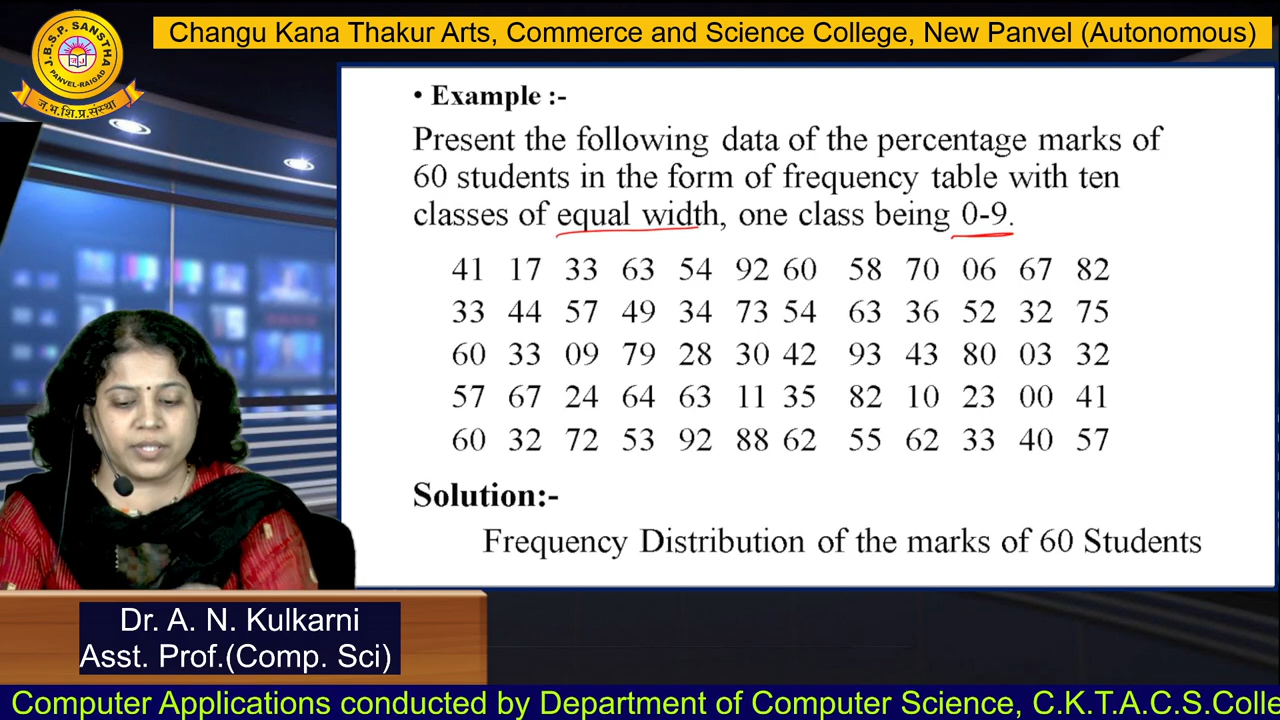 Changu Kana Thakur Arts, Commerce and Science College, New Panvel (Autonomous)
J.B.S.P. SANSTHA
PANVEL-RAIGAD
ज.भ.शि.प्र.संस्था
• Example :-
Present the following data of the percentage marks of
60 students in the form of frequency table with ten
classes of equal width, one class being 0-9.
41 17 33 63 54 92 60 58 70 06 67 82
33 44 57 49 34 73 54 63 36 52 32 75
60 33 09 79 28 30 42 93 43 80 03 32
57 67 24 64 63 11 35 82 10 23 00 41
60 32 72 53 92 88 62 55 62 33 40 57
Solution:-
Frequency Distribution of the marks of 60 Students
Dr. A. N. Kulkarni
Asst. Prof.(Comp. Sci)
Computer Applications conducted by Department of Computer Science, C.K.T.A.C.S.Colle